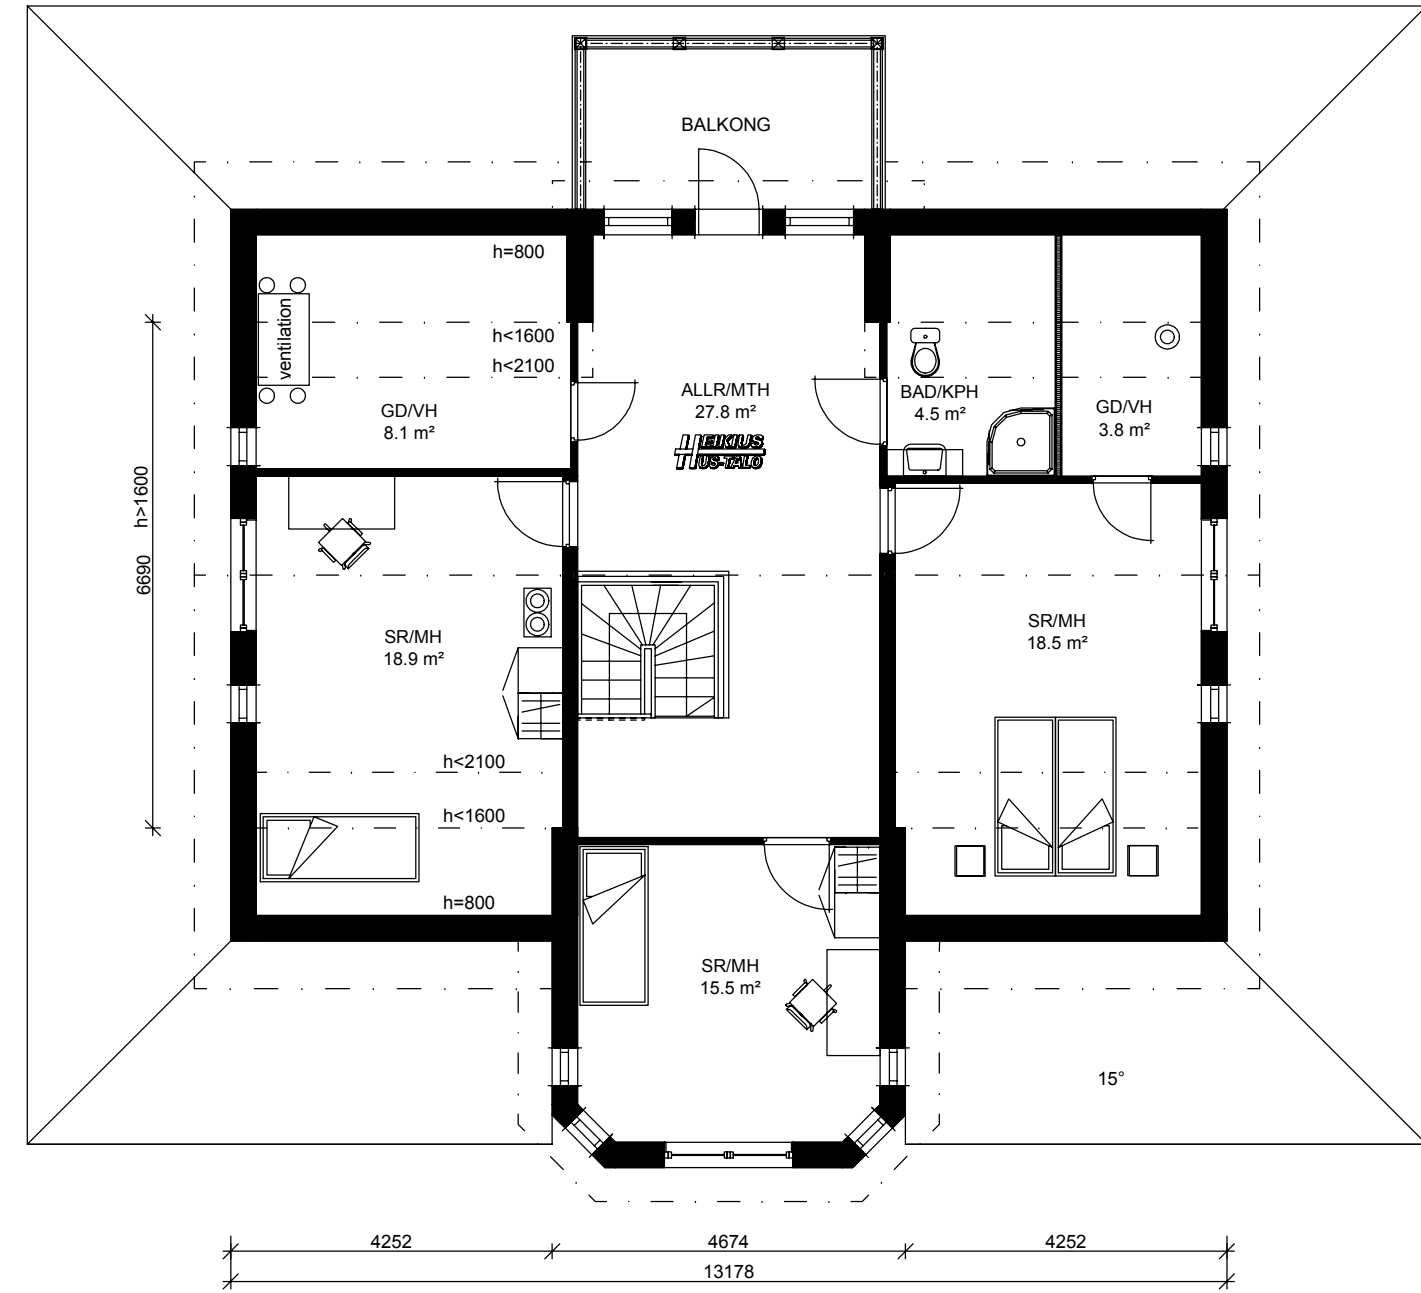 BALKONG
h=800
ventilation
h<1600
h<2100
GD/VH
8.1 m²
ALLR/MTH
27.8 m²
HEIKIUS
HUS-TALO
BAD/KPH
4.5 m²
GD/VH
3.8 m²
6690 h>1600
SR/MH
18.9 m²
SR/MH
18.5 m²
h<2100
h<1600
h=800
SR/MH
15.5 m²
15°
4252
4674
4252
13178